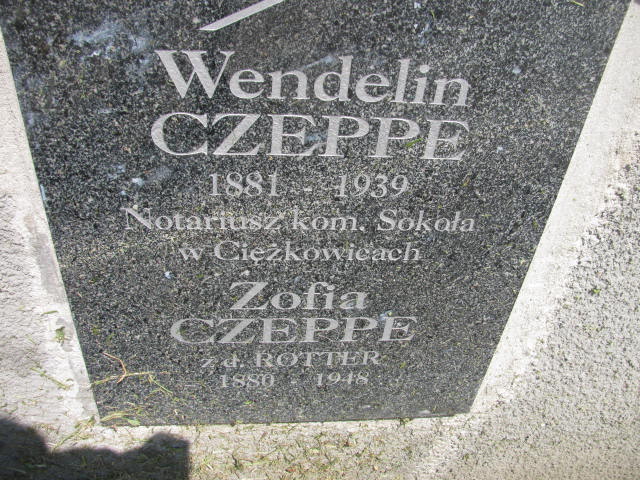 Wendelin
CZEPPE
1881 - 1939
Notariusz kom. Sokoła
w Ciężkowicach
Zofia
CZEPPE
z d. ROTTER
1880 - 1948